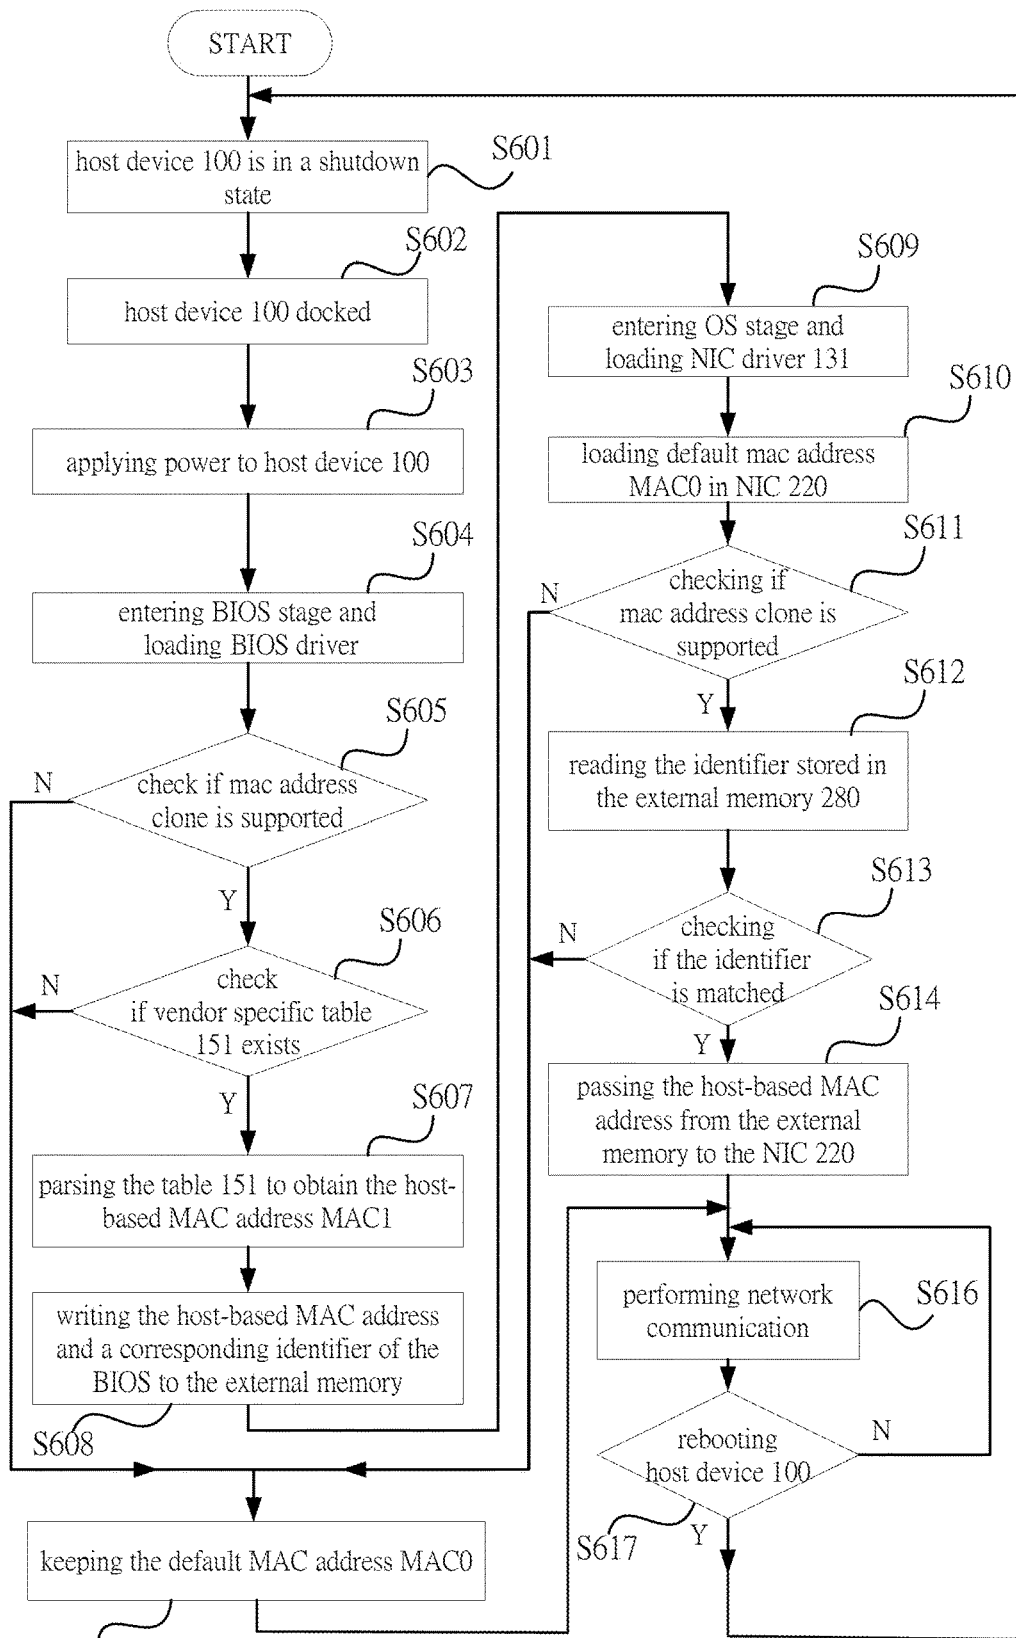 START
host device 100 is in a shutdown
state
S601
S602
host device 100 docked
S603
applying power to host device 100
S604
entering BIOS stage and
loading BIOS driver
S605
N
check if mac address
clone is supported
Y
S606
N
check
if vendor specific table
151 exists
Y
S607
parsing the table 151 to obtain the host-
based MAC address MAC1
writing the host-based MAC address
and a corresponding identifier of the
BIOS to the external memory
S608
keeping the default MAC address MAC0
S609
entering OS stage and
loading NIC driver 131
S610
loading default mac address
MAC0 in NIC 220
S611
N
checking if
mac address clone is
supported
Y
S612
reading the identifier stored in
the external memory 280
S613
N
checking
if the identifier
is matched
Y
S614
passing the host-based MAC
address from the external
memory to the NIC 220
performing network
communication
S616
rebooting
host device 100
N
S617
Y